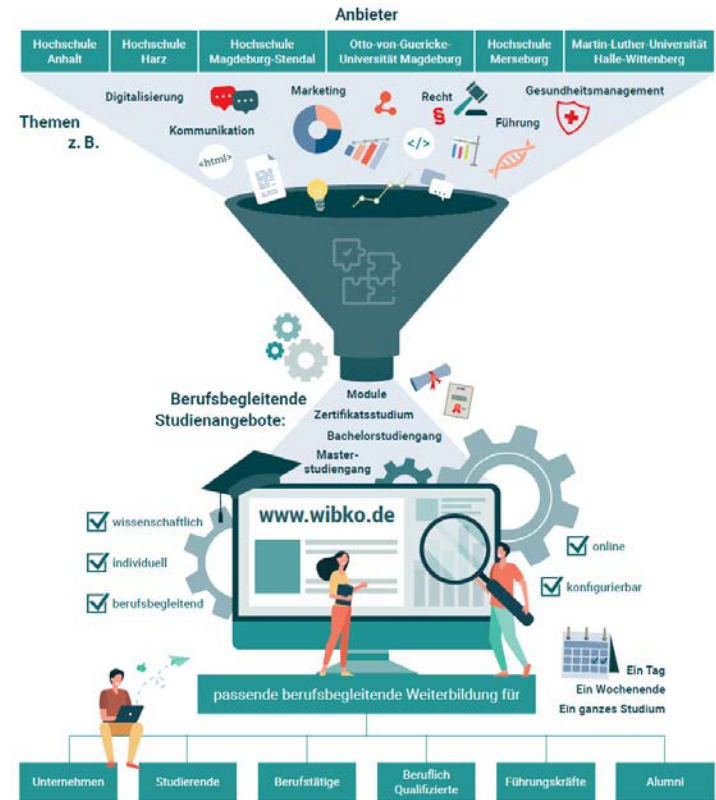 Anbieter
Hochschule
Anhalt
Hochschule
Harz
Hochschule
Magdeburg-Stendal
Otto-von-Guericke-
Universität Magdeburg
Hochschule
Merseburg
Martin-Luther-Universität
Halle-Wittenberg
Themen
z. B.
Digitalisierung
Marketing
Recht
Gesundheitsmanagement
Kommunikation
Führung
§
</>
<html>
Berufsbegleitende
Studienangebote:
Module
Zertifikatsstudium
Bachelorstudiengang
Master-
studiengang
www.wibko.de
wissenschaftlich
individuell
berufsbegleitend
online
konfigurierbar
Ein Tag
Ein Wochenende
Ein ganzes Studium
passende berufsbegleitende Weiterbildung für
Unternehmen
Studierende
Berufstätige
Beruflich
Qualifizierte
Führungskräfte
Alumni